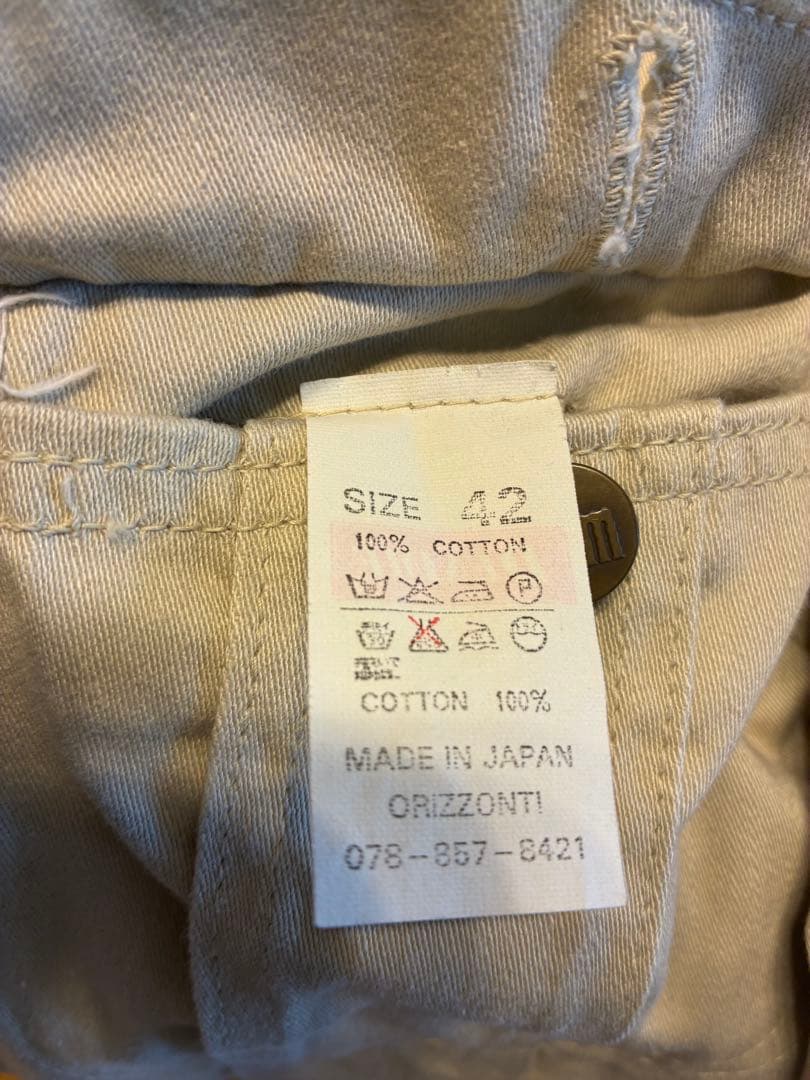 SIZE 42
100% COTTON
P
COTTON 100%
MADE IN JAPAN
ORIZZONTI
078-857-8421